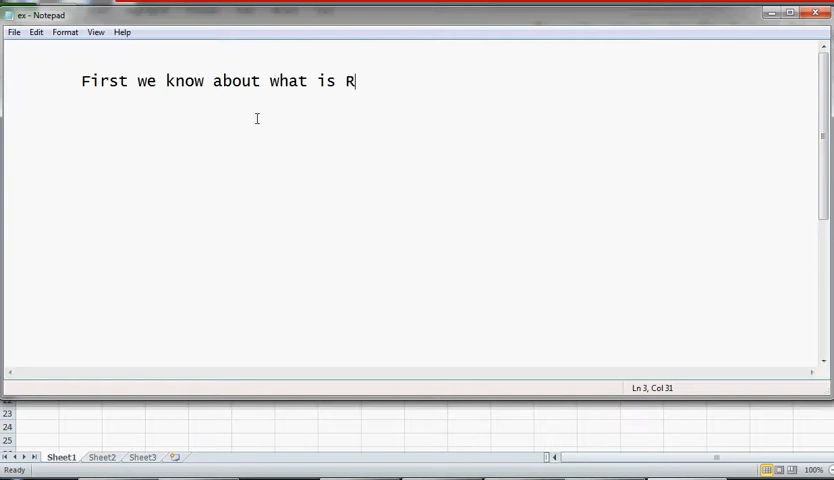 ex - Notepad
File Edit Format View Help
First we know about what is R
Ln 3, Col 31
23
24
25
Sheet1 Sheet2 Sheet3
Ready
100%